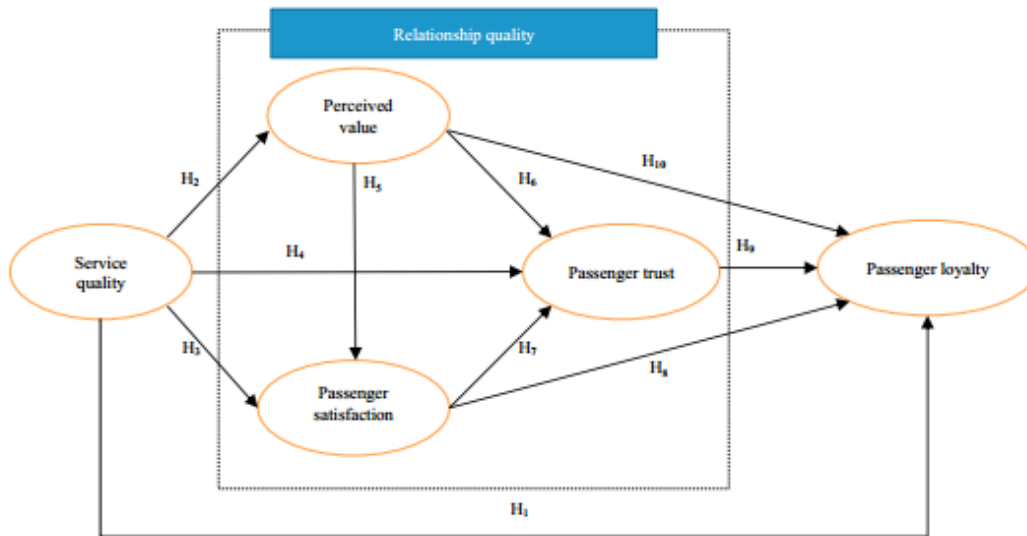 Relationship quality
Perceived
value
H₂
H₅
H₆
H₁₀
Service
quality
H₄
Passenger trust
H₉
Passenger loyalty
H₃
Passenger
satisfaction
H₇
H₈
H₁